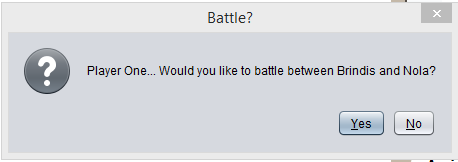 Battle?
Player One... Would you like to battle between Brindis and Nola?
Yes No